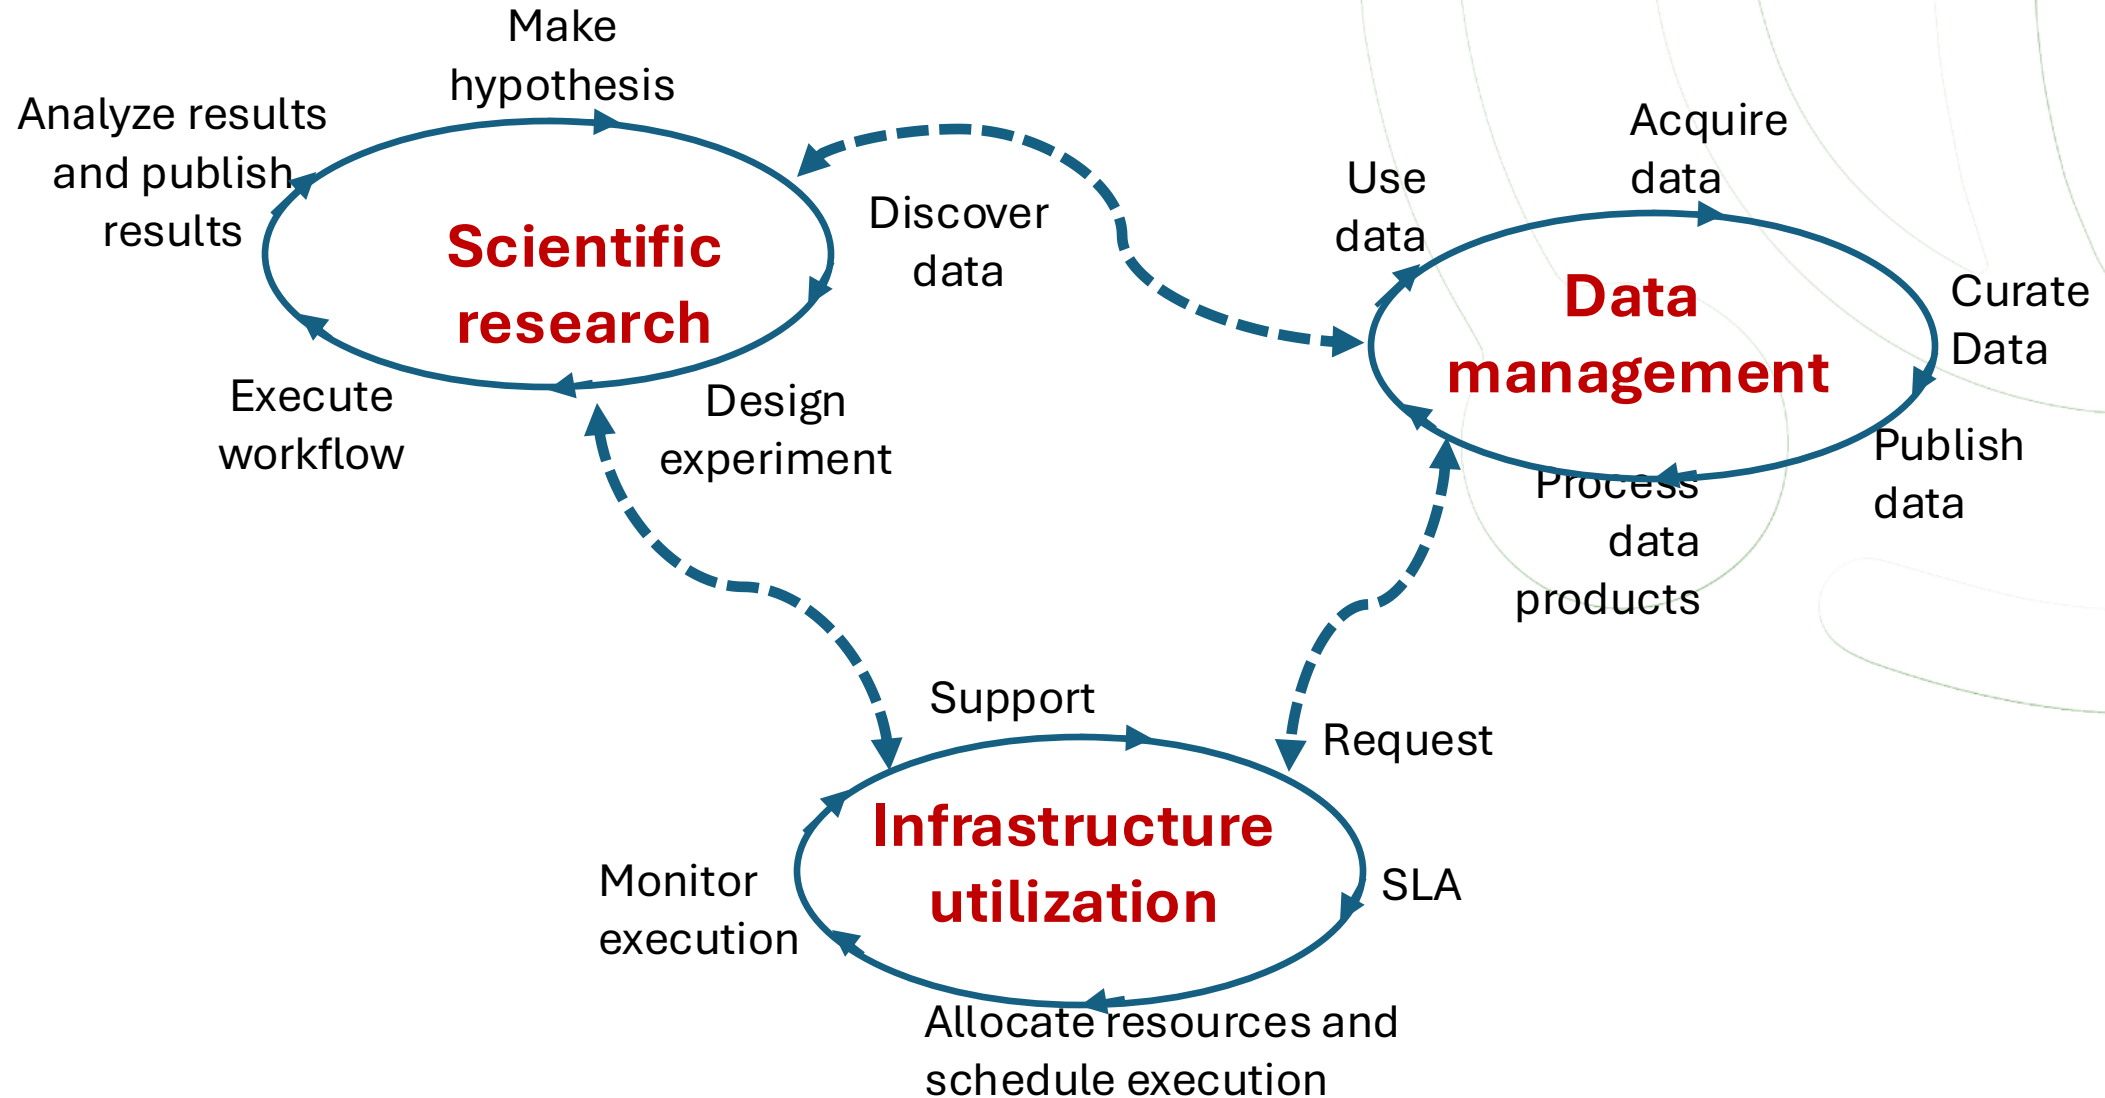 Make
hypothesis
Analyze results
and publish
results
Scientific
research
Discover
data
Design
experiment
Execute
workflow
Acquire
data
Use
data
Data
management
Curate
Data
Publish
data
Process
data
products
Support
Request
Infrastructure
utilization
SLA
Monitor
execution
Allocate resources and
schedule execution